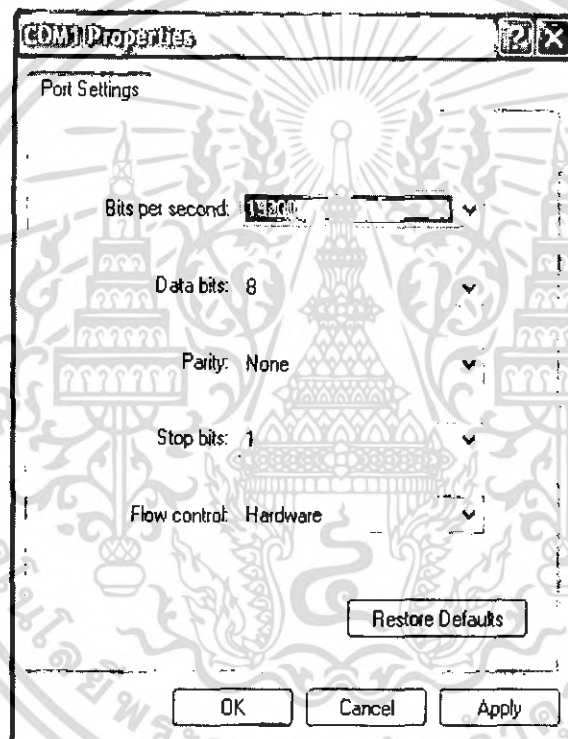 COM1 Properties
Port Settings
Bits per second: 19200
Data bits: 8
Parity: None
Stop bits: 1
Flow control: Hardware
Restore Defaults
OK Cancel Apply